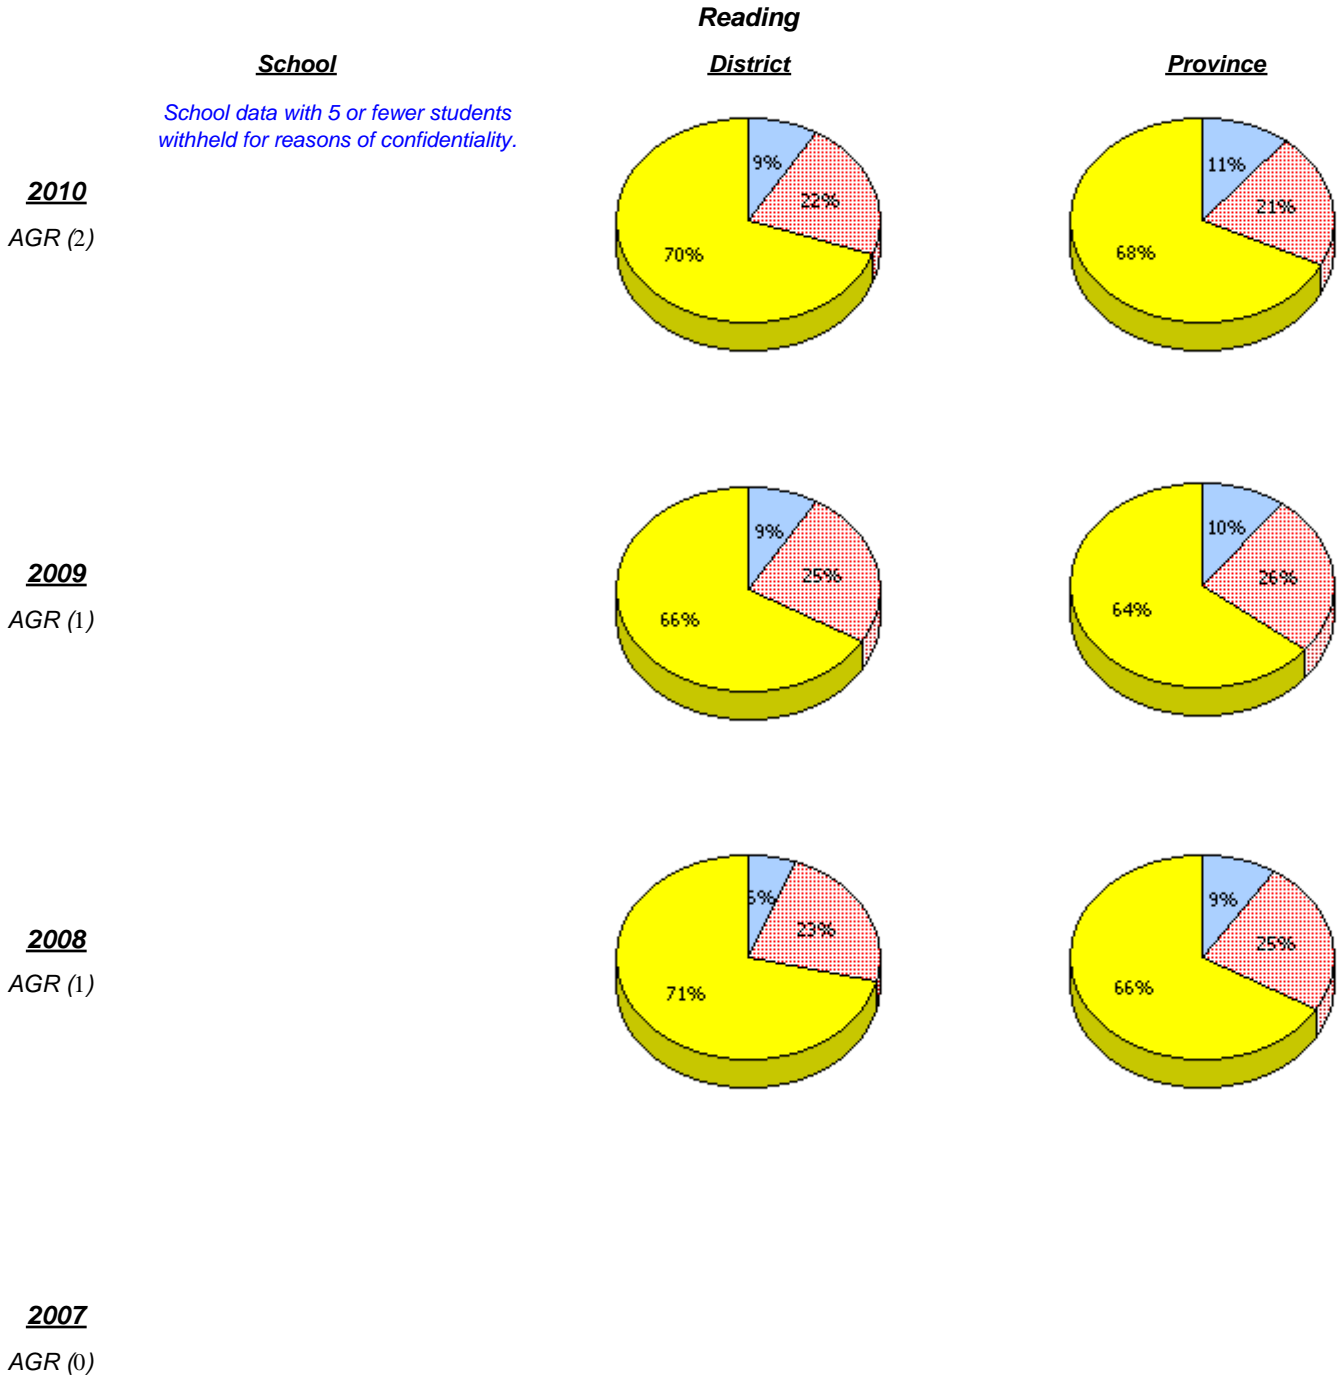 Reading
School District Province
School data with 5 or fewer students
withheld for reasons of confidentiality.
2010
AGR (2)
9%
22%
70%
11%
21%
68%
2009
AGR (1)
9%
25%
66%
10%
26%
64%
2008
AGR (1)
23%
71%
9%
25%
66%
2007
AGR (0)